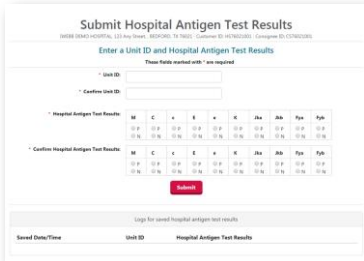 Submit Hospital Antigen Test Results
Enter a Unit ID and Hospital Antigen Test Results
These fields marked with * are required
* Unit ID:
* Confirm Unit ID:
* Hospital Antigen Test Results: M C c E e K Jka Jkb Fya Fyb
P P P P P P P P P P
N N N N N N N N N N
* Confirm Hospital Antigen Test Results: M C c E e K Jka Jkb Fya Fyb
P P P P P P P P P P
N N N N N N N N N N
Submit
Logs for saved hospital antigen test results
Saved Date/Time Unit ID Hospital Antigen Test Results